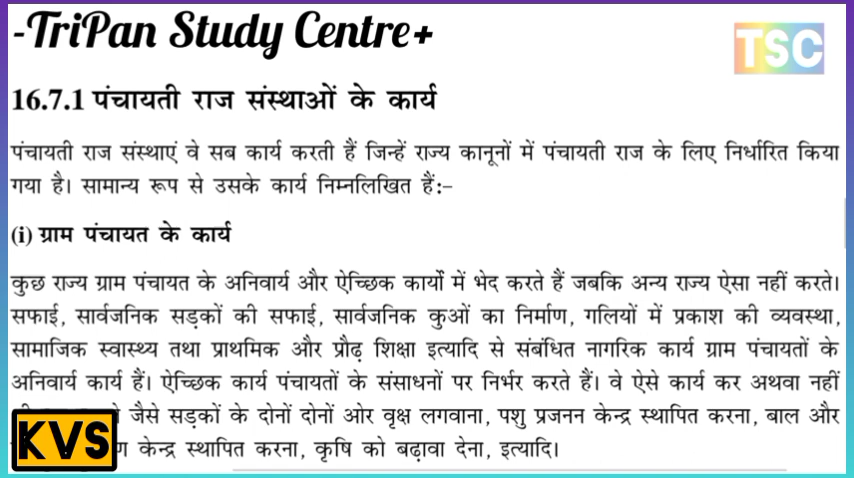 -TriPan Study Centre+
TSC
16.7.1 पंचायती राज संस्थाओं के कार्य
पंचायती राज संस्थाएं वे सब कार्य करती हैं जिन्हें राज्य कानूनों में पंचायती राज के लिए निर्धारित किया
गया है। सामान्य रूप से उसके कार्य निम्नलिखित हैं:–
(i) ग्राम पंचायत के कार्य
कुछ राज्य ग्राम पंचायत के अनिवार्य और ऐच्छिक कार्यों में भेद करते हैं जबकि अन्य राज्य ऐसा नहीं करते।
सफाई, सार्वजनिक सड़कों की सफाई, सार्वजनिक कुओं का निर्माण, गलियों में प्रकाश की व्यवस्था,
सामाजिक स्वास्थ्य तथा प्राथमिक और प्रौढ़ शिक्षा इत्यादि से संबंधित नागरिक कार्य ग्राम पंचायतों के
अनिवार्य कार्य हैं। ऐच्छिक कार्य पंचायतों के संसाधनों पर निर्भर करते हैं। वे ऐसे कार्य कर अथवा नहीं
जैसे सड़कों के दोनों दोनों ओर वृक्ष लगवाना, पशु प्रजनन केन्द्र स्थापित करना, बाल और
केन्द्र स्थापित करना, कृषि को बढ़ावा देना, इत्यादि।
KVS